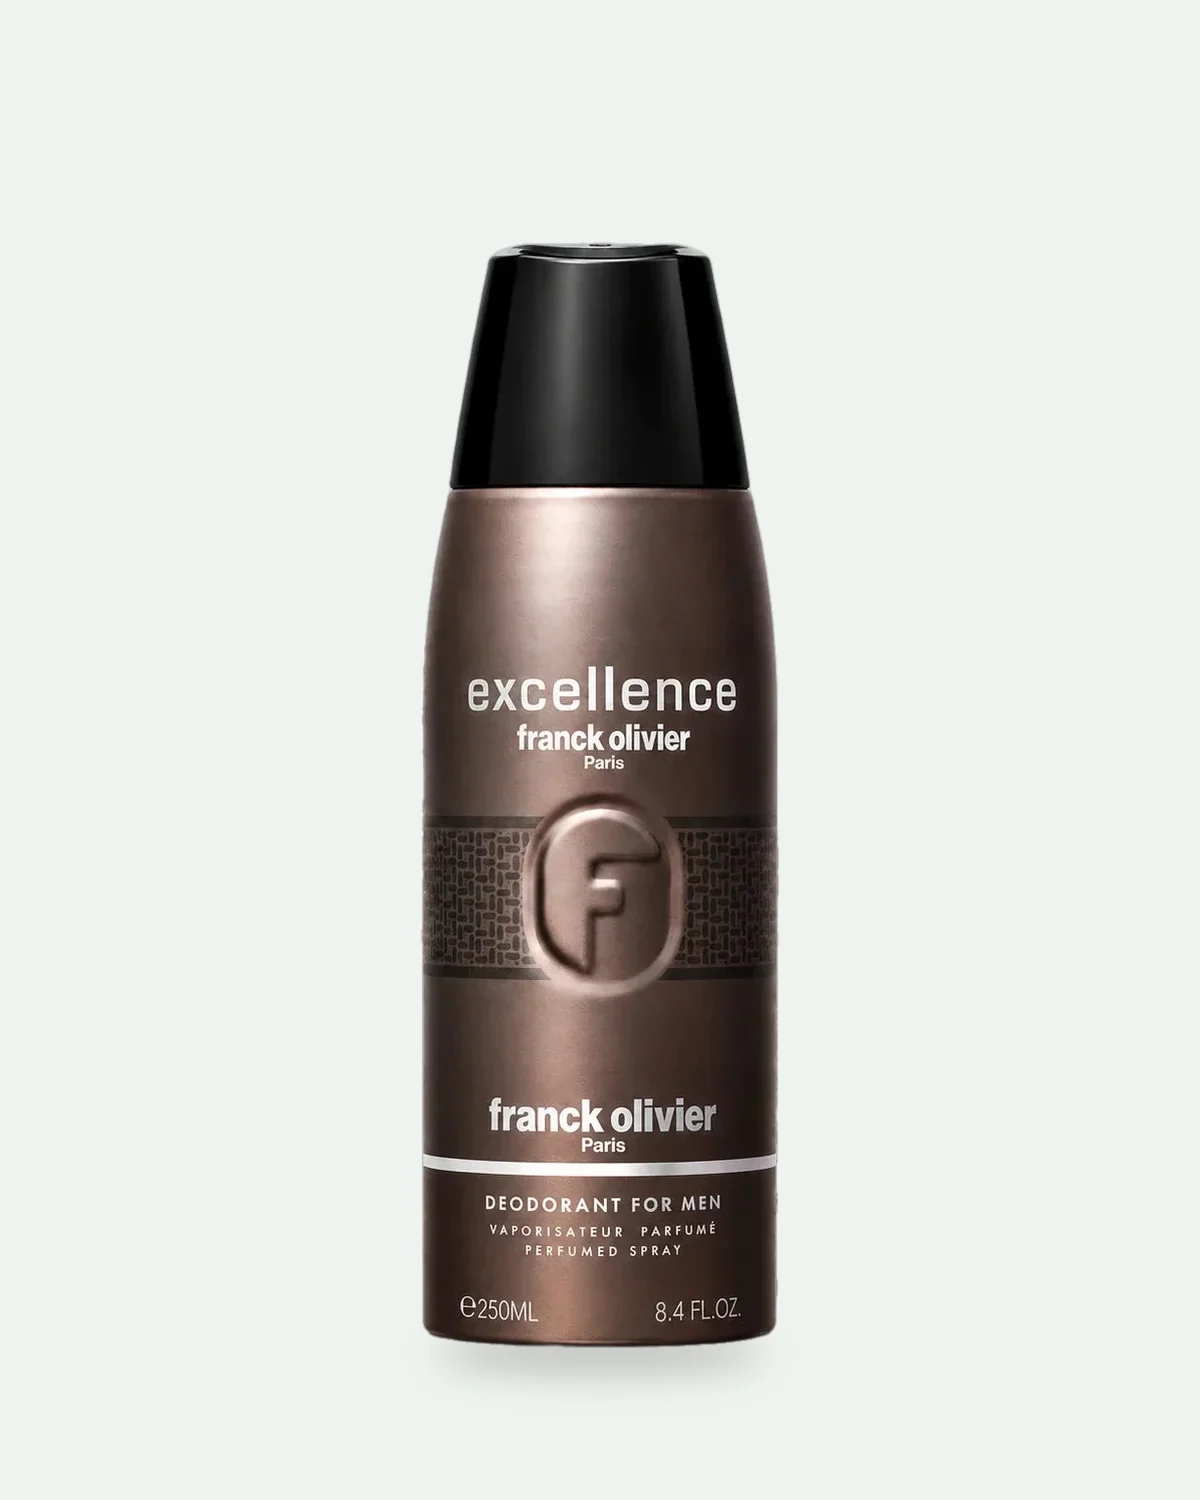 excellence
franck olivier
Paris
F
franck olivier
Paris
DEODORANT FOR MEN
VAPORISATEUR PARFUMÉ
PERFUMED SPRAY
℮250ML 8.4 FL.OZ.